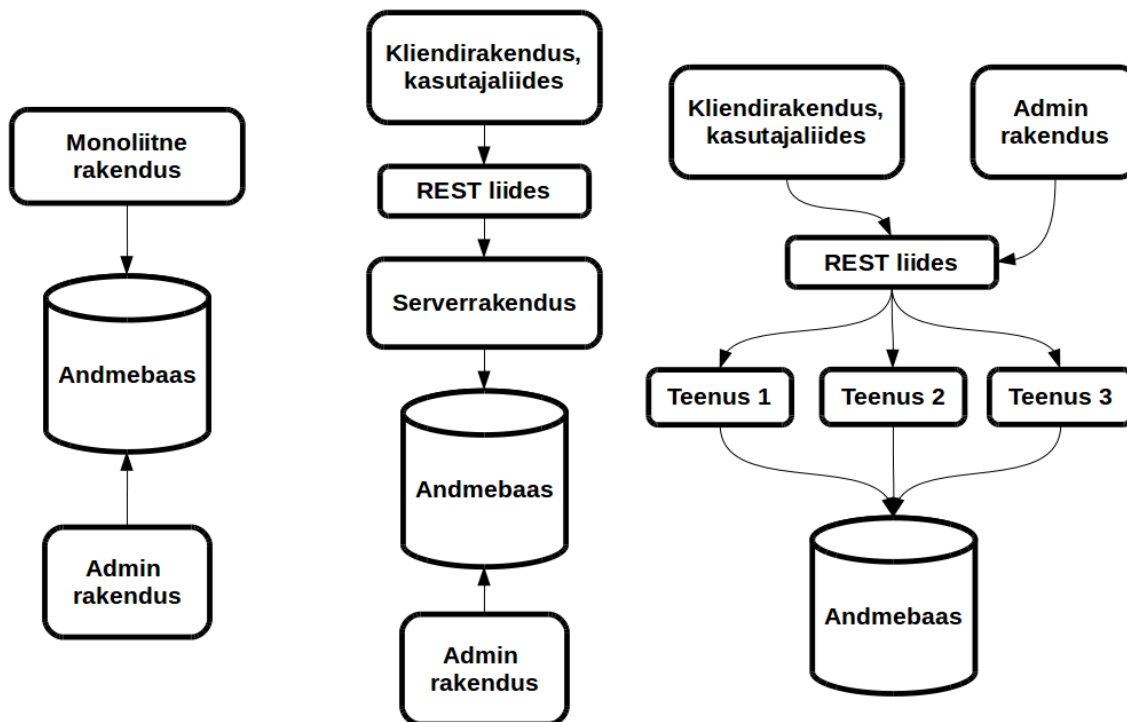 Monoliitne
rakendus
Andmebaas
Admin
rakendus
Kliendirakendus,
kasutajaliides
REST liides
Serverrakendus
Andmebaas
Admin
rakendus
Kliendirakendus,
kasutajaliides
Admin
rakendus
REST liides
Teenus 1
Teenus 2
Teenus 3
Andmebaas